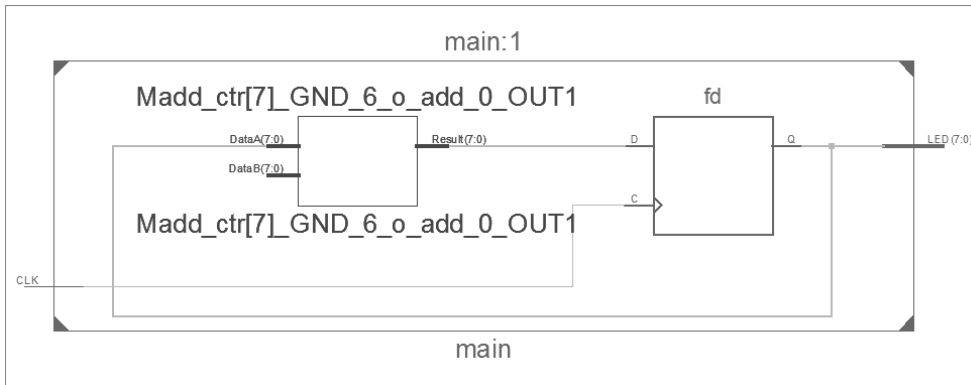 main:1
Madd_ctr[7]_GND_6_o_add_0_OUT1
fd
DataA(7:0)
Result(7:0)
D
Q
LED(7:0)
DataB(7:0)
C
Madd_ctr[7]_GND_6_o_add_0_OUT1
CLK
main